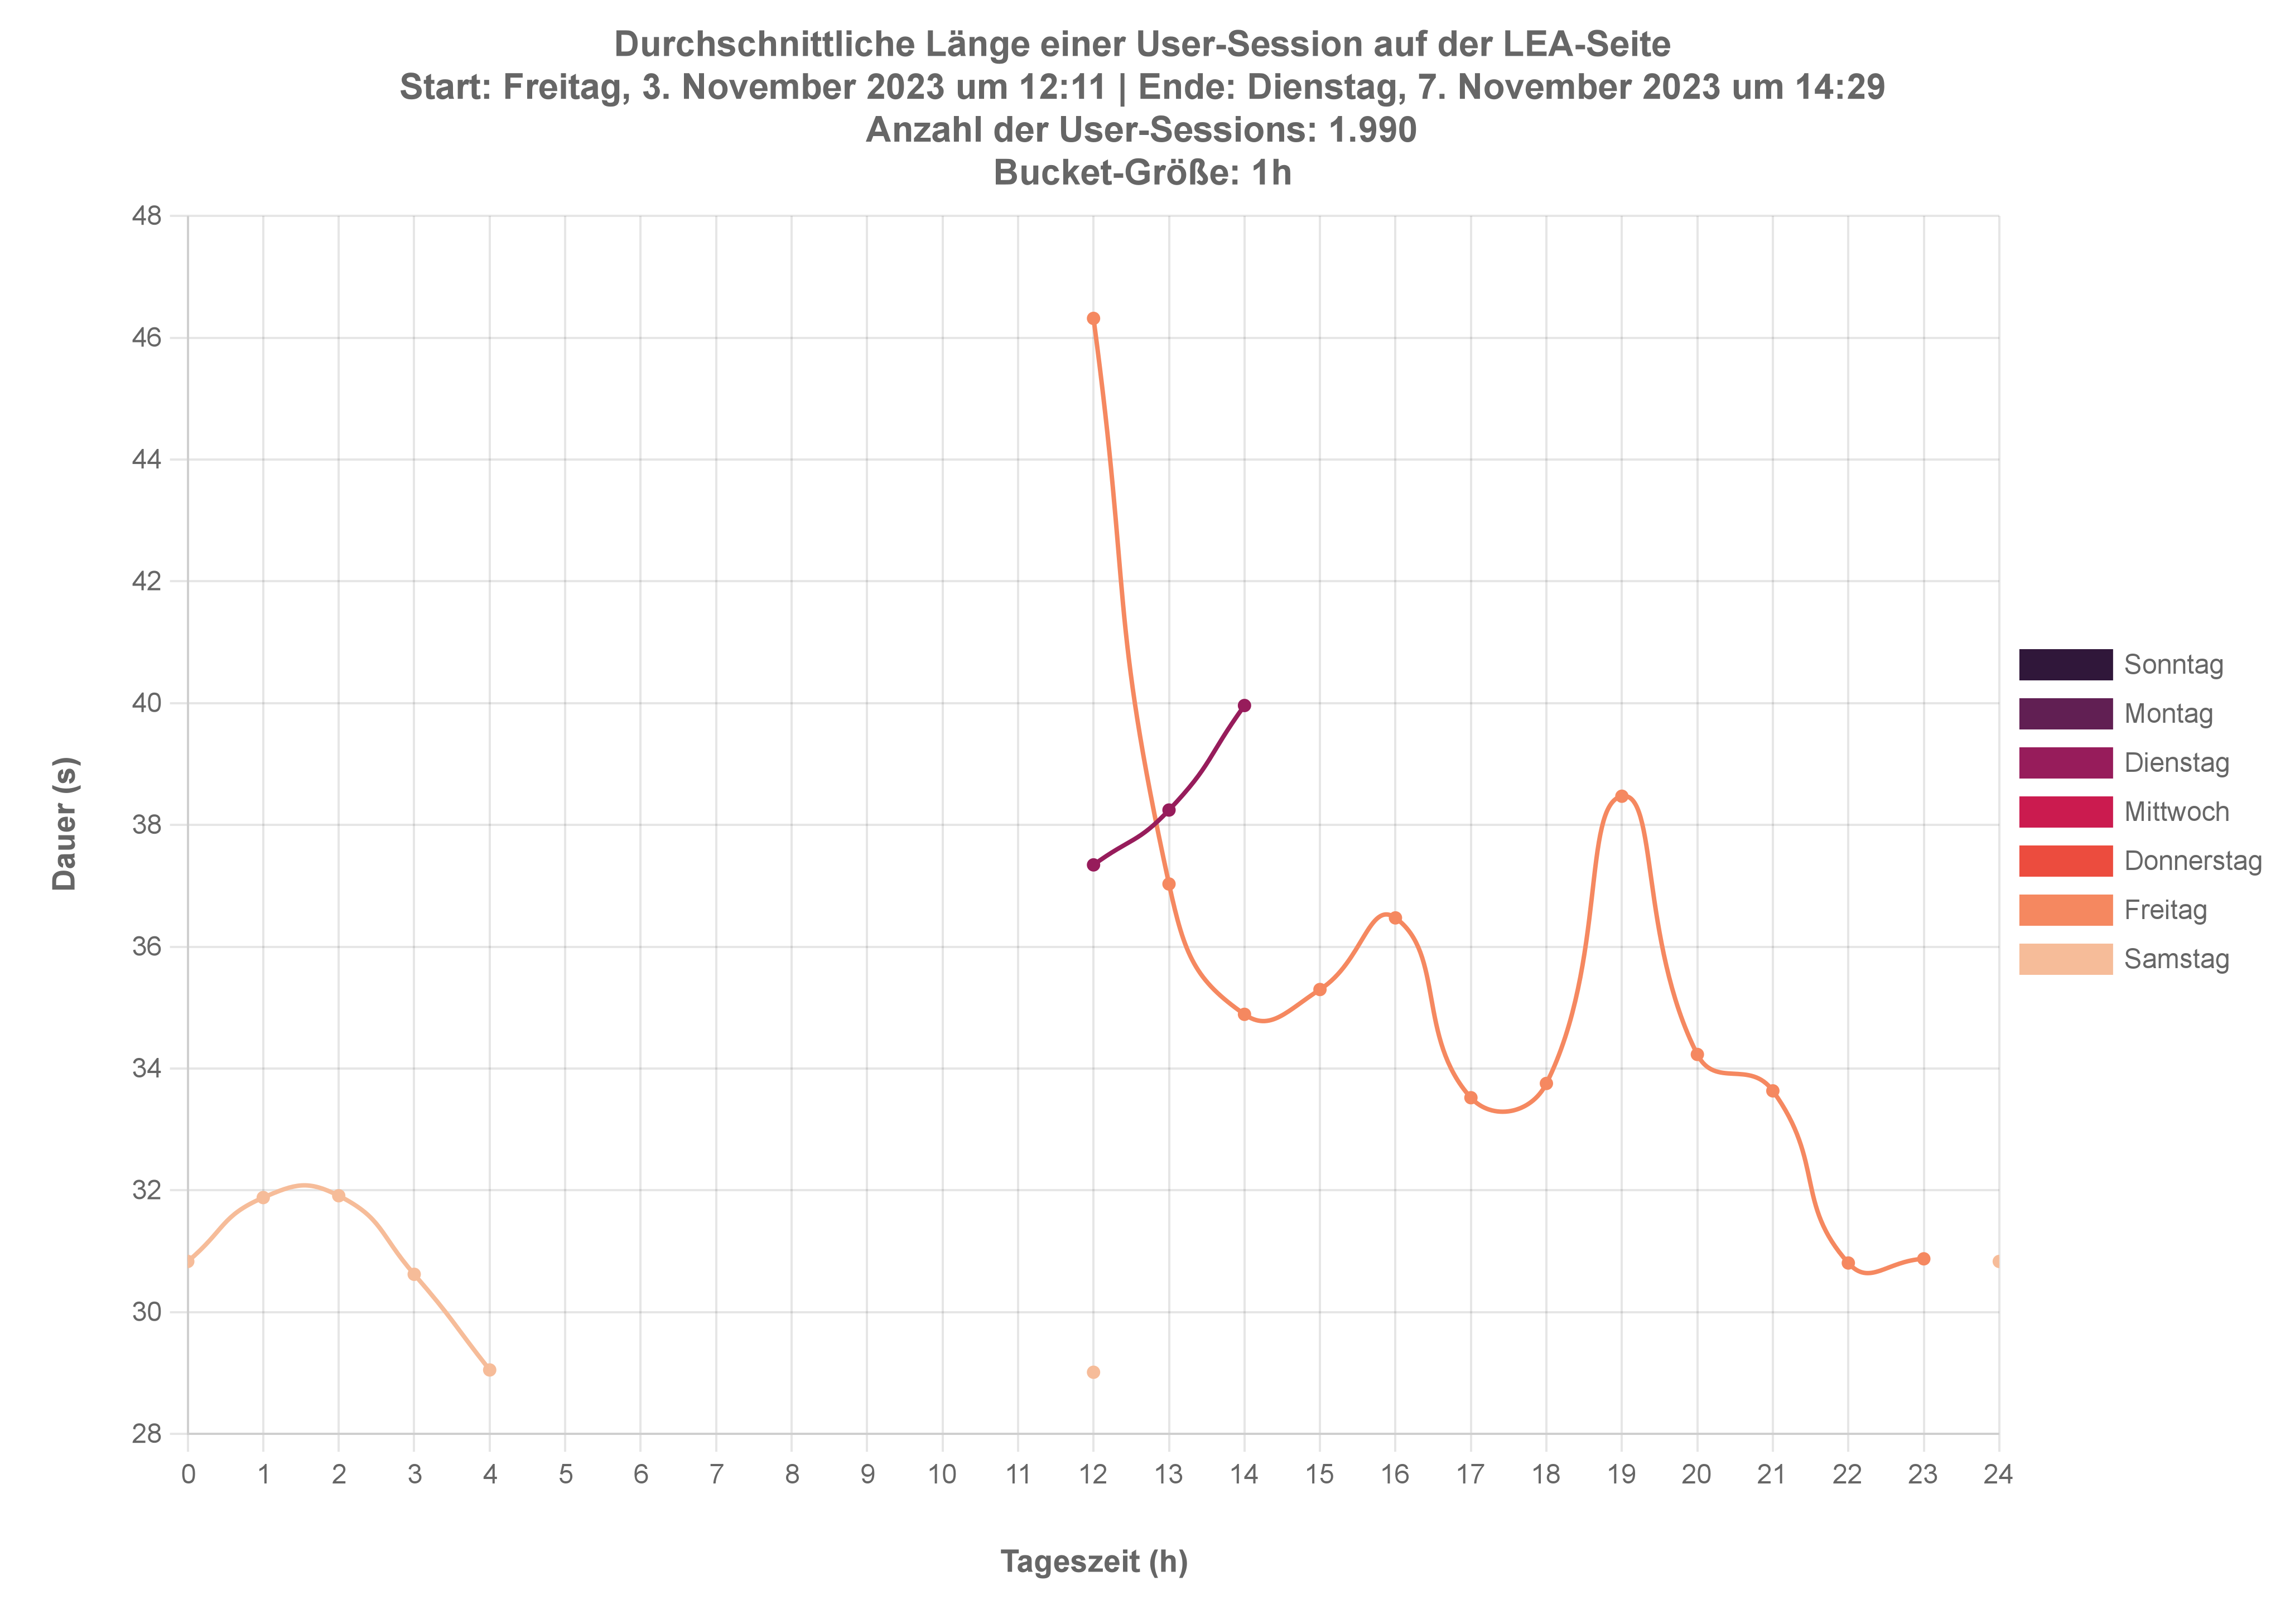 Durchschnittliche Länge einer User-Session auf der LEA-Seite
Start: Freitag, 3. November 2023 um 12:11 | Ende: Dienstag, 7. November 2023 um 14:29
Anzahl der User-Sessions: 1.990
Bucket-Größe: 1h
48
46
44
42
40
38
36
34
32
30
28
Dauer (s)
0 1 2 3 4 5 6 7 8 9 10 11 12 13 14 15 16 17 18 19 20 21 22 23 24
Tageszeit (h)
Sonntag
Montag
Dienstag
Mittwoch
Donnerstag
Freitag
Samstag